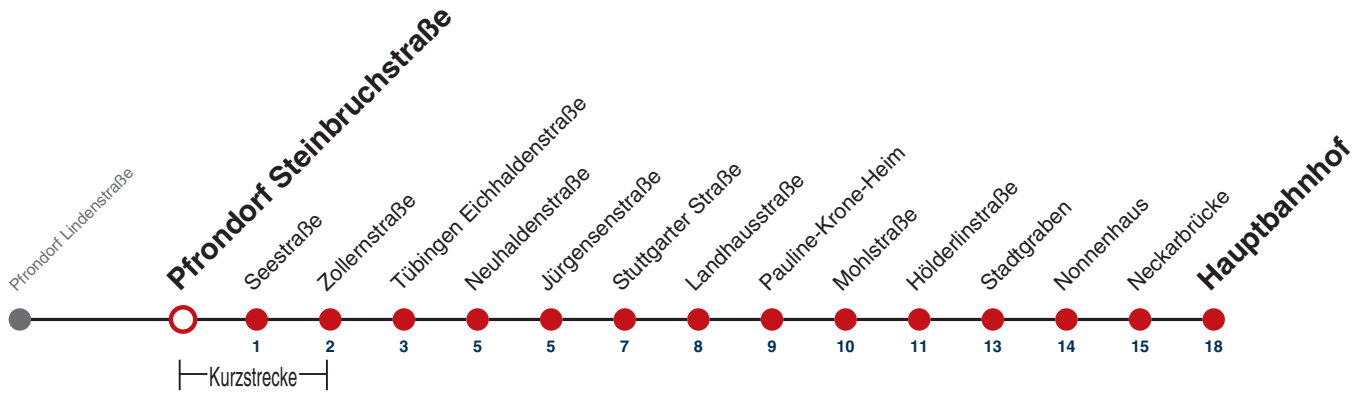 Pfrondorf Lindenstraße
Pfrondorf Steinbruchstraße
Seestraße
Zollernstraße
Tübingen Eichhaldenstraße
Neuhaldenstraße
Jürgensenstraße
Stuttgarter Straße
Landhausstraße
Pauline-Krone-Heim
Mohlstraße
Hölderlinstraße
Stadtgraben
Nonnenhaus
Neckarbrücke
Hauptbahnhof
1 2 3 5 5 7 8 9 10 11 13 14 15 18
Kurzstrecke